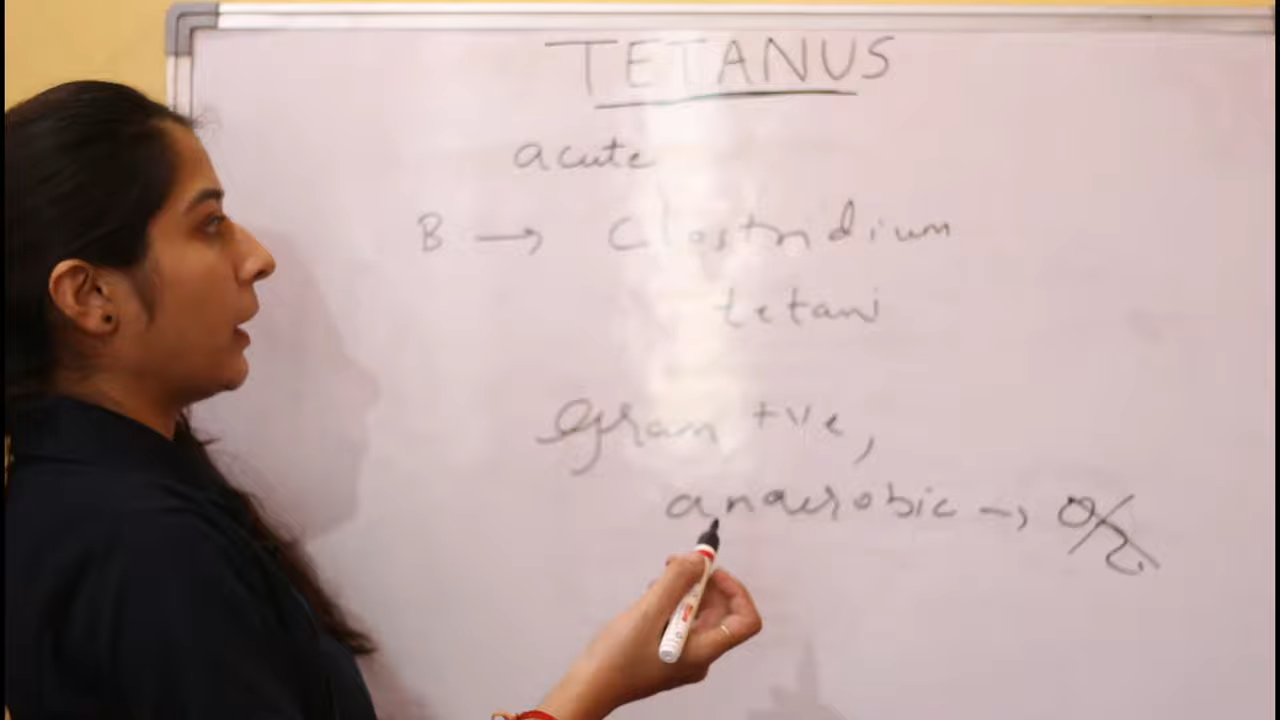 TETANUS
acute
B → Clostridium
tetani
gram +ve,
anaerobic → O2